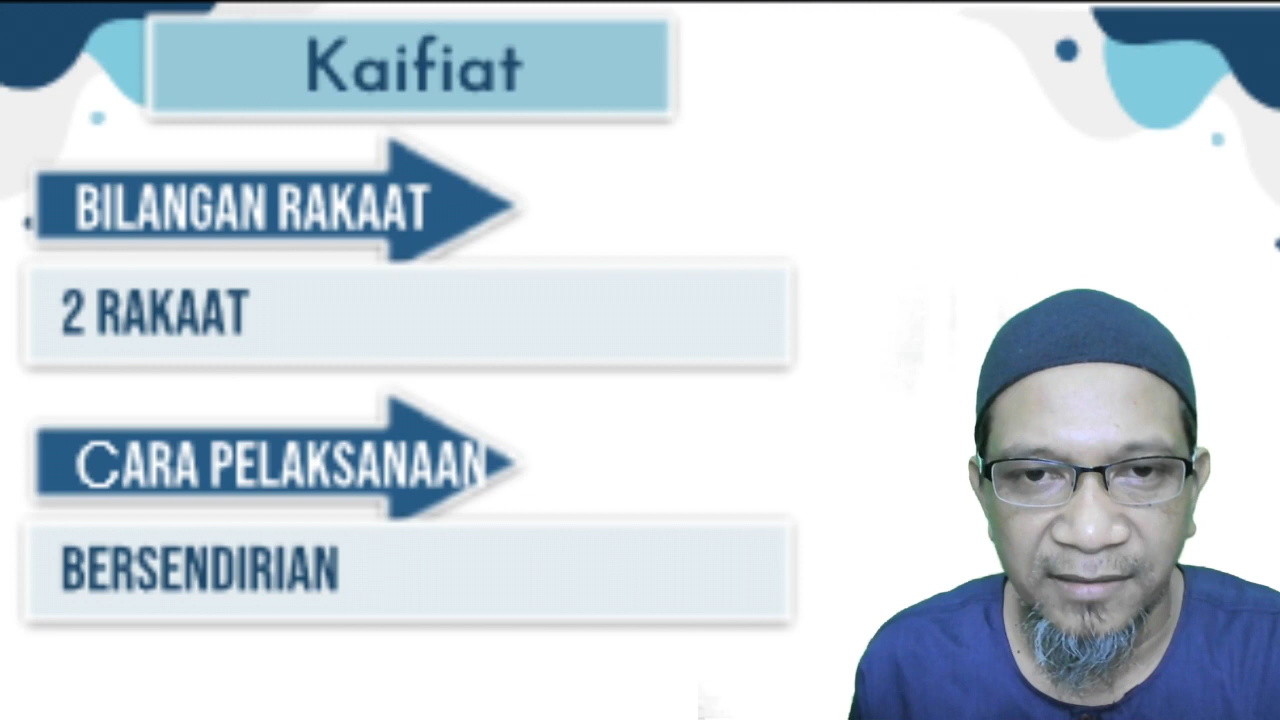 Kaifiat
BILANGAN RAKAAT
2 RAKAAT
CARA PELAKSANAAN
BERSENDIRIAN